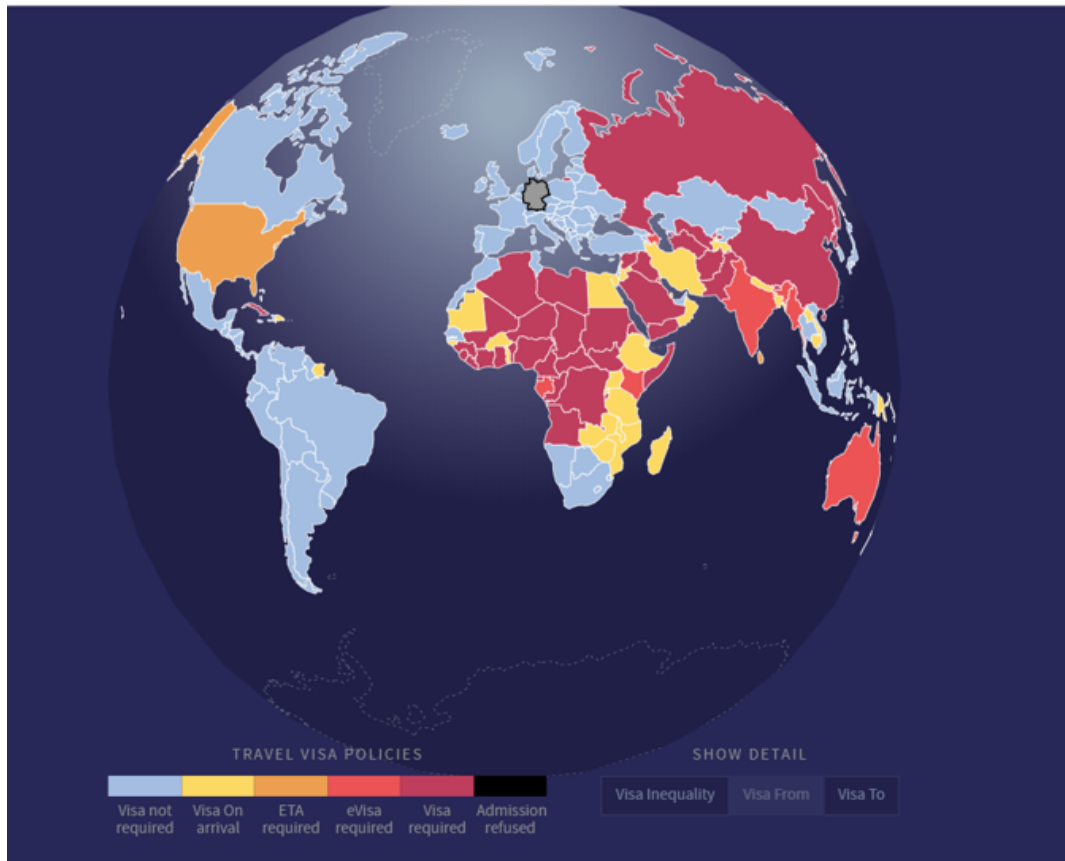 TRAVEL VISA POLICIES
Visa not
required
Visa On
arrival
ETA
required
eVisa
required
Visa
required
Admission
refused
SHOW DETAIL
Visa Inequality
Visa From
Visa To